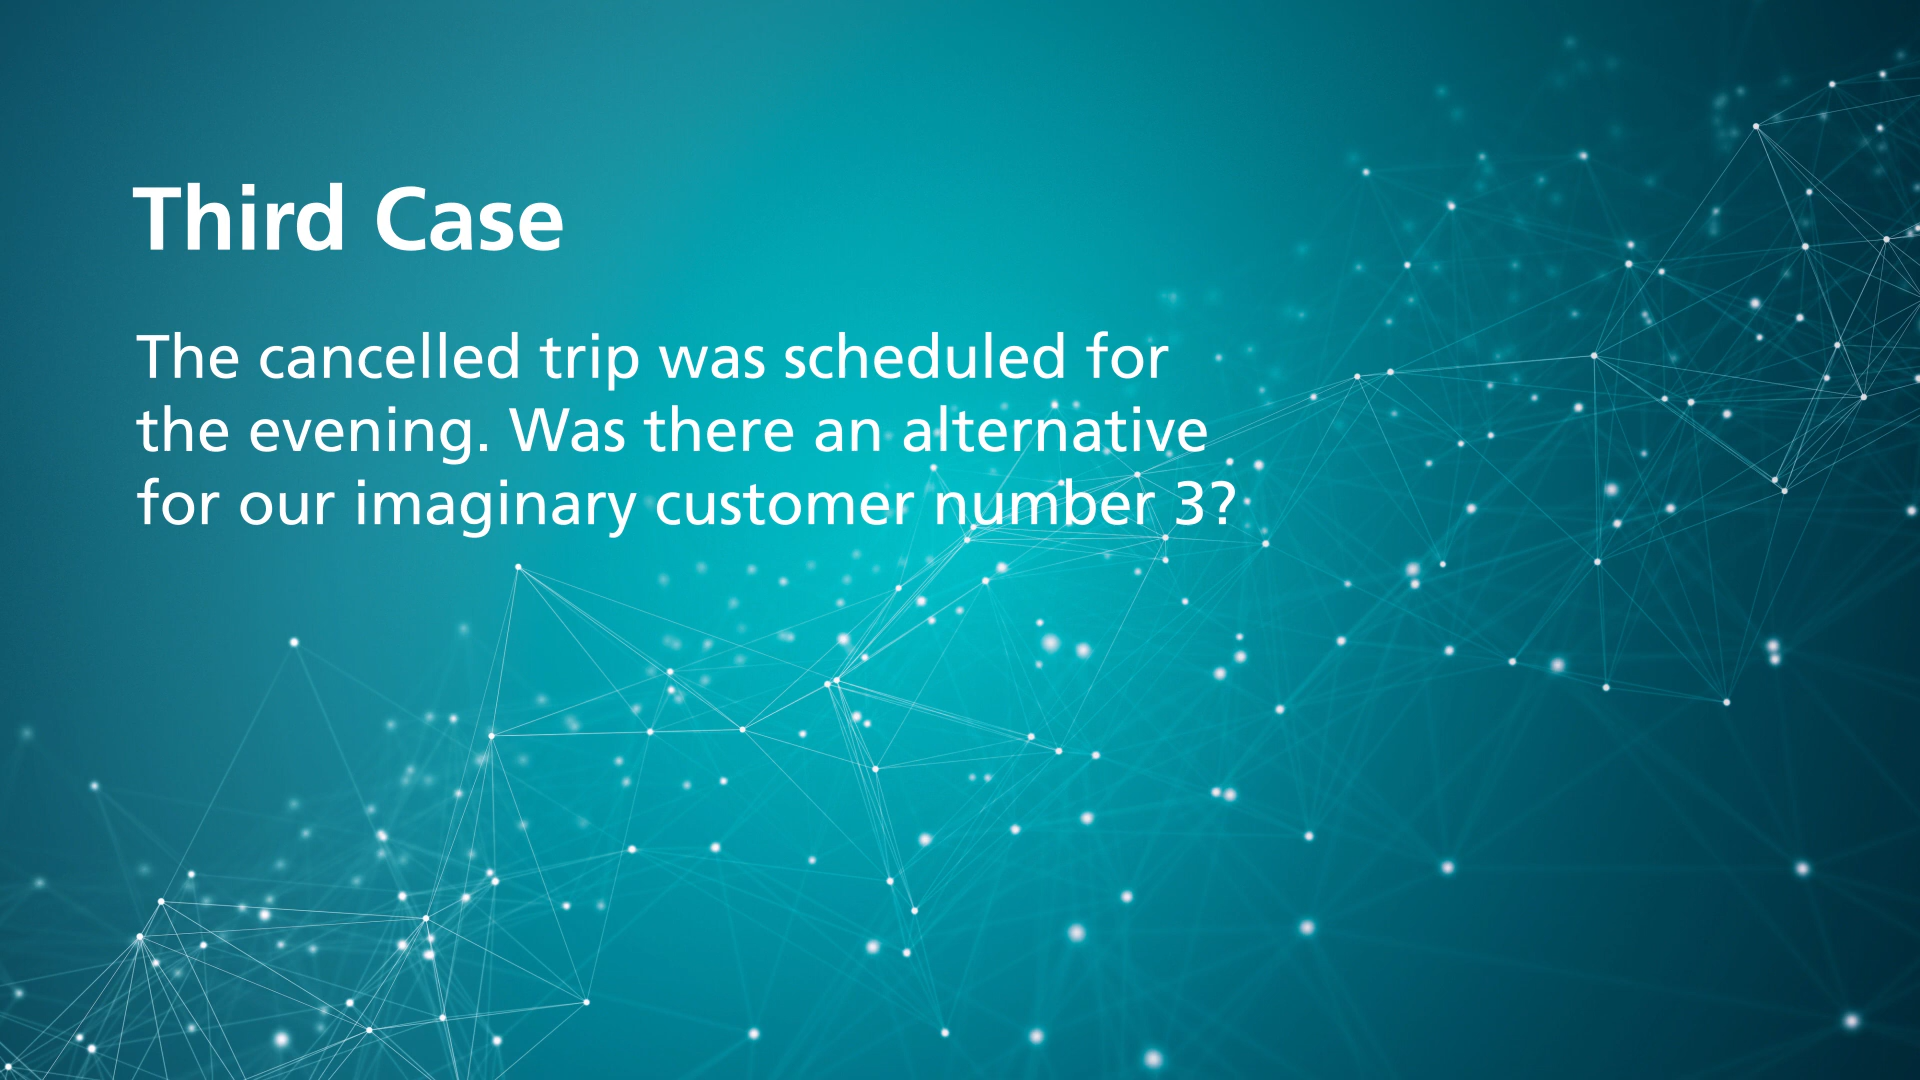 Third Case
The cancelled trip was scheduled for
the evening. Was there an alternative
for our imaginary customer number 3?